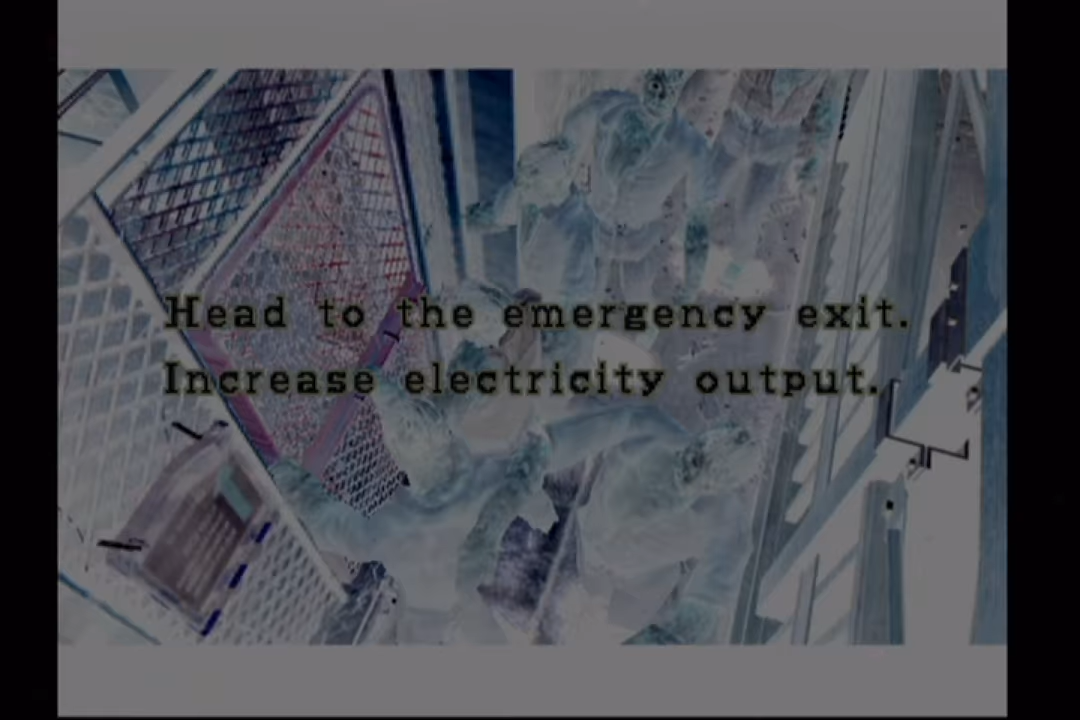 Head to the emergency exit.
Increase electricity output.